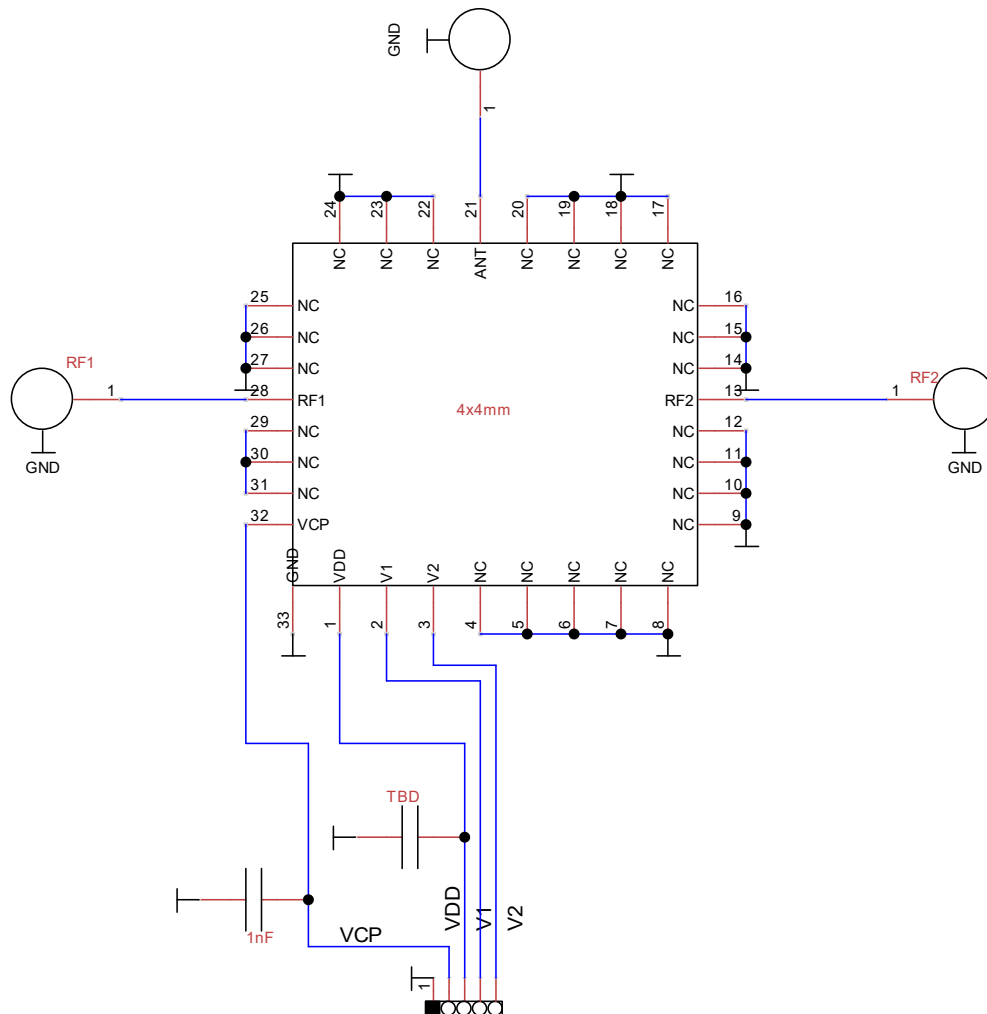 GND
1
24
23
22
21
20
19
18
17
NC
NC
NC
ANT
NC
NC
NC
NC
25
NC
NC
16
26
NC
NC
15
RF1
27
NC
NC
14
RF2
1
28
RF1
4x4mm
RF2
13
1
29
NC
NC
12
GND
30
NC
NC
11
GND
31
NC
NC
10
32
VCP
NC
9
GND
VDD
V1
V2
NC
NC
NC
NC
NC
33
1
2
3
4
5
6
7
8
TBD
VDD
V1
V2
1nF
VCP
1